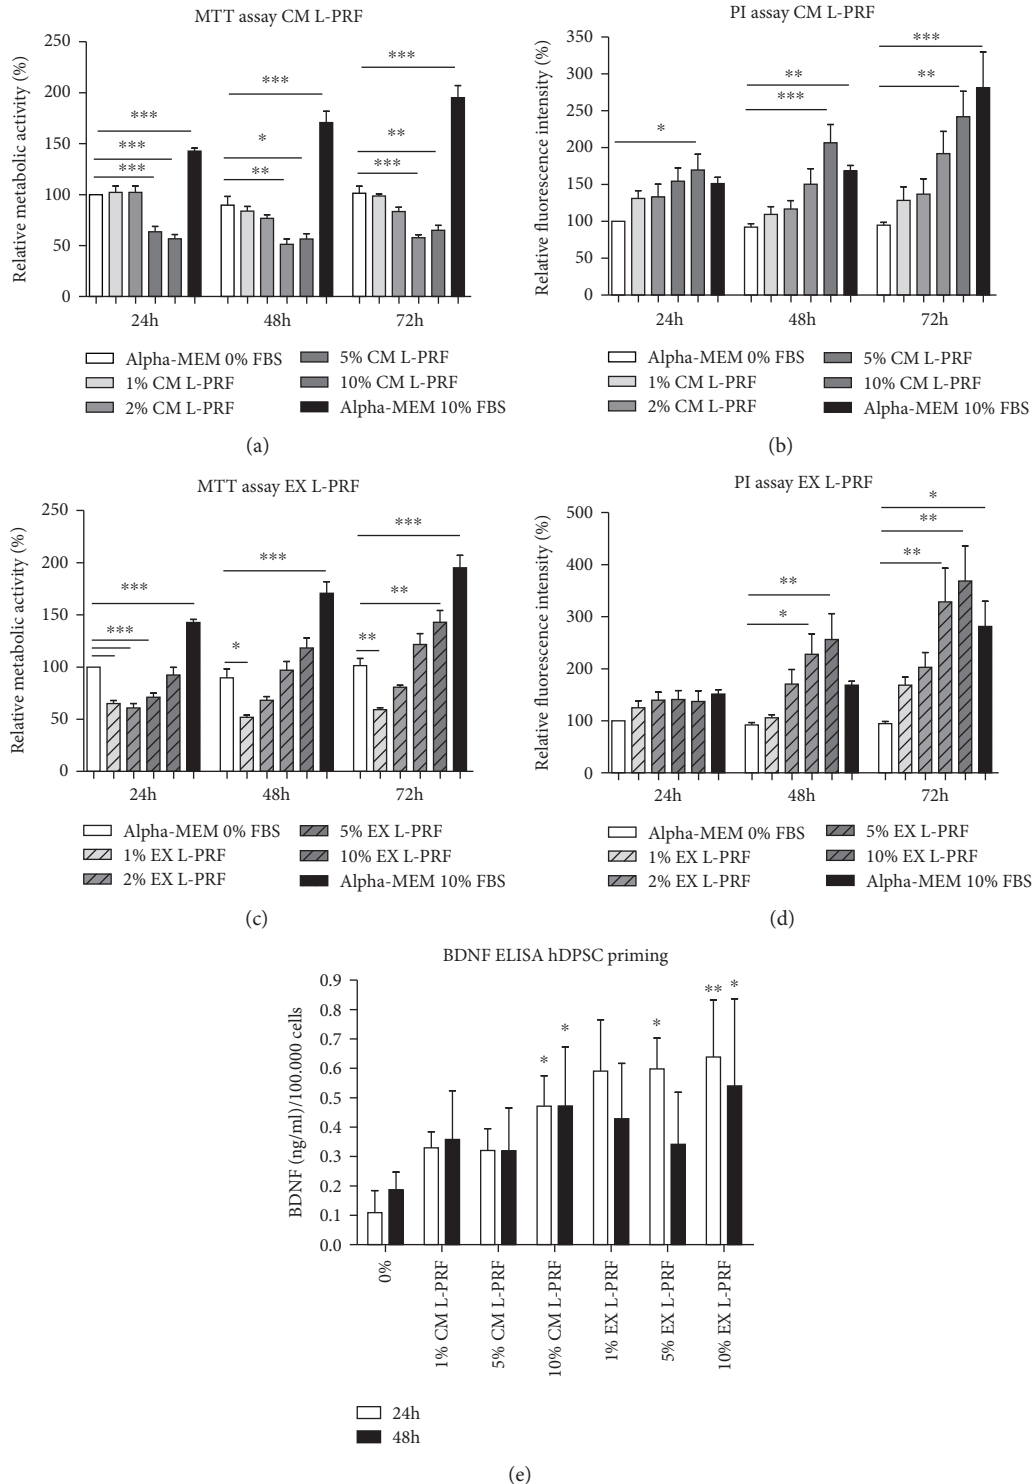 MTT assay CM L-PRF
Relative metabolic activity (%)
250
200
150
100
50
0
*** *** *** *** * ** *** ** ***
24h 48h 72h
Alpha-MEM 0% FBS
1% CM L-PRF
2% CM L-PRF
5% CM L-PRF
10% CM L-PRF
Alpha-MEM 10% FBS
(a)
PI assay CM L-PRF
Relative fluorescence intensity (%)
350
300
250
200
150
100
50
0
* ** *** *** **
24h 48h 72h
Alpha-MEM 0% FBS
1% CM L-PRF
2% CM L-PRF
5% CM L-PRF
10% CM L-PRF
Alpha-MEM 10% FBS
(b)
MTT assay EX L-PRF
Relative metabolic activity (%)
250
200
150
100
50
0
*** *** *** * *** ** **
24h 48h 72h
Alpha-MEM 0% FBS
1% EX L-PRF
2% EX L-PRF
5% EX L-PRF
10% EX L-PRF
Alpha-MEM 10% FBS
(c)
PI assay EX L-PRF
Relative fluorescence intensity (%)
500
400
300
200
100
0
** * * ** **
24h 48h 72h
Alpha-MEM 0% FBS
1% EX L-PRF
2% EX L-PRF
5% EX L-PRF
10% EX L-PRF
Alpha-MEM 10% FBS
(d)
BDNF ELISA hDPSC priming
BDNF (ng/ml)/100.000 cells
0.9
0.8
0.7
0.6
0.5
0.4
0.3
0.2
0.1
0.0
* * * ** *
0%
1% CM L-PRF
5% CM L-PRF
10% CM L-PRF
1% EX L-PRF
5% EX L-PRF
10% EX L-PRF
24h
48h
(e)